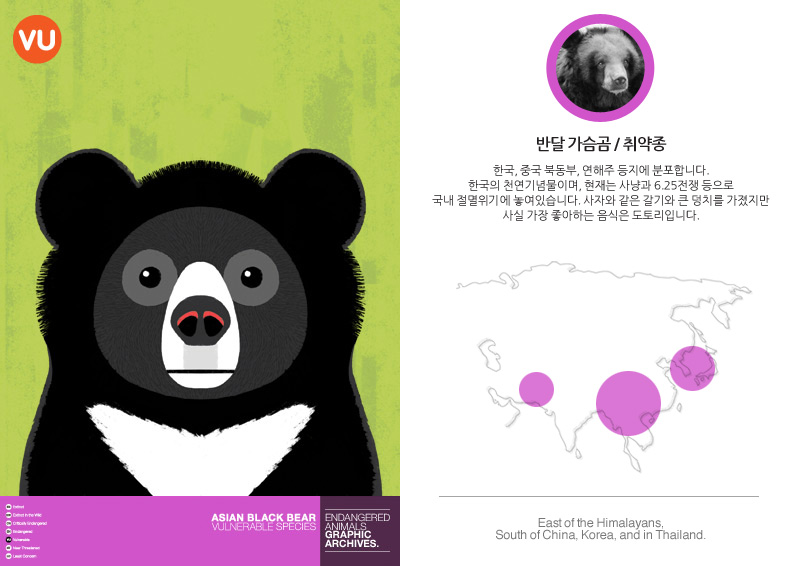 VU
Extinct
Extinct in the Wild
Critically Endangered
Endangered
Vulnerable
Near Threatened
Least Concern
ASIAN BLACK BEAR
VULNERABLE SPECIES
ENDANGERED
ANIMALS
GRAPHIC
ARCHIVES.
반달 가슴곰 / 취약종
한국, 중국 북동부, 연해주 등지에 분포합니다.
한국의 천연기념물이며, 현재는 사냥과 6.25전쟁 등으로
국내 절멸위기에 놓여있습니다. 사자와 같은 갈기와 큰 덩치를 가졌지만
사실 가장 좋아하는 음식은 도토리입니다.
East of the Himalayans,
South of China, Korea, and in Thailand.